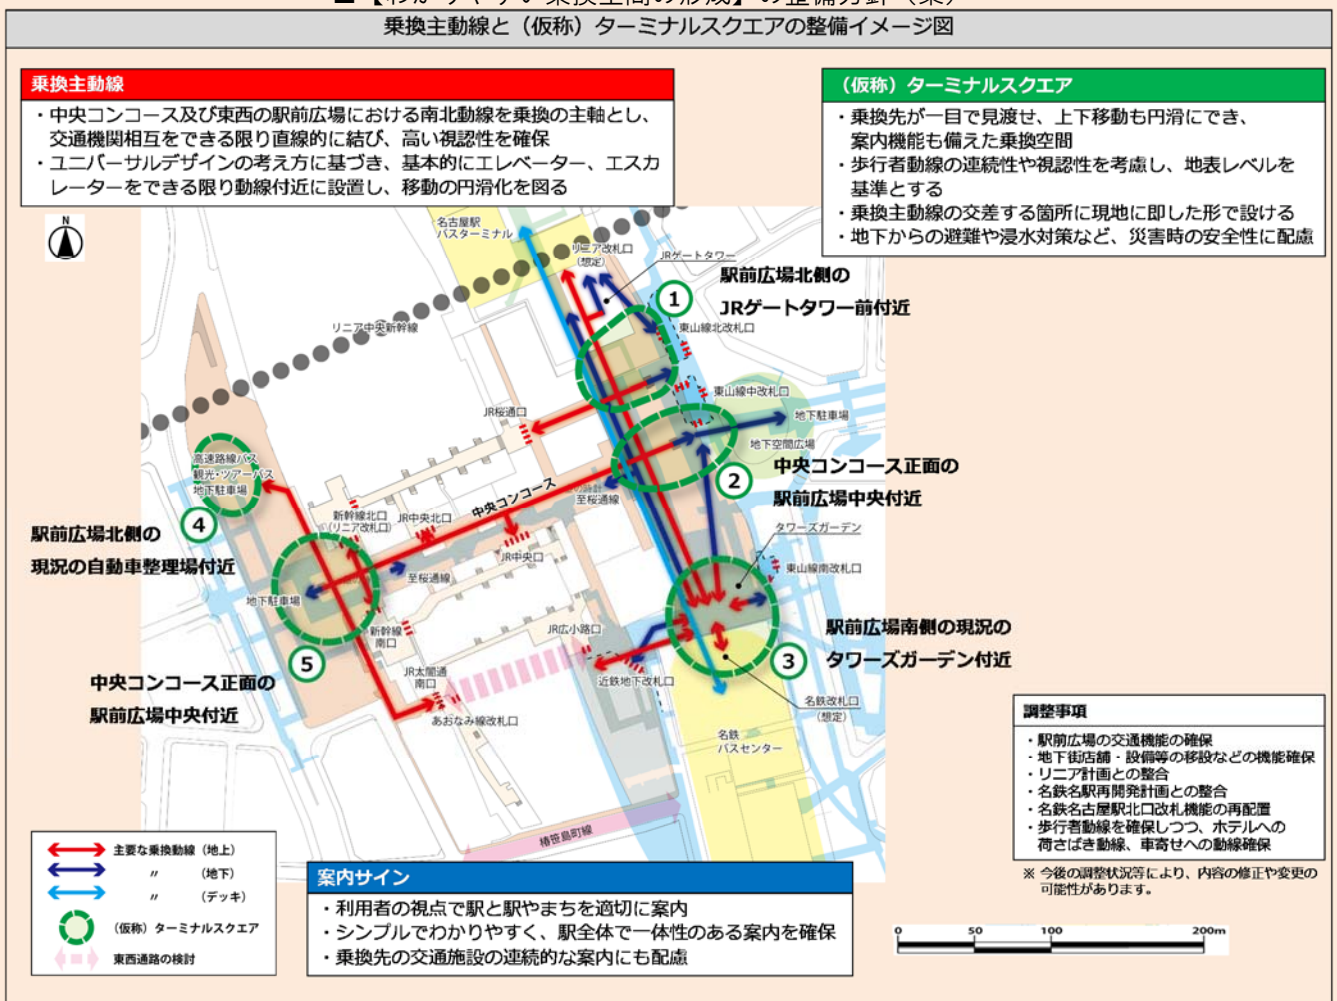 ■【わかりやすい乗換空間の形成】の整備方針（案）
乗換主動線と（仮称）ターミナルスクエアの整備イメージ図
乗換主動線
・中央コンコース及び東西の駅前広場における南北動線を乗換の主軸とし、
交通機関相互をできる限り直線的に結び、高い視認性を確保
・ユニバーサルデザインの考え方に基づき、基本的にエレベーター、エスカ
レーターをできる限り動線付近に設置し、移動の円滑化を図る
（仮称）ターミナルスクエア
・乗換先が一目で見渡せ、上下移動も円滑にでき、
案内機能も備えた乗換空間
・歩行者動線の連続性や視認性を考慮し、地表レベルを
基準とする
・乗換主動線の交差する箇所に現地に即した形で設ける
・地下からの避難や浸水対策など、災害時の安全性に配慮
N
名古屋駅
バスターミナル
リニア改札口
（想定）
JRゲートタワー
駅前広場北側の
JRゲートタワー前付近
①
リニア中央新幹線
東山線北改札口
東山線中改札口
JR桜通口
地下駐車場
地下空間広場
高速路線バス
観光・ツアーバス
地下駐車場
④
駅前広場北側の
現況の自動車整理場付近
中央コンコース正面の
駅前広場中央付近
②
中央コンコース
至桜通線
新幹線北口
（リニア改札口）
JR中央北口
JR中央口
タワーズガーデン
至桜通線
東山線南改札口
地下駐車場
新幹線
南口
JR広小路口
駅前広場南側の現況の
タワーズガーデン付近
③
⑤
中央コンコース正面の
駅前広場中央付近
JR太閤通
南口
近鉄地下改札口
あおなみ線改札口
名鉄改札口
（想定）
名鉄
バスセンター
椿笹島町線
調整事項
・駅前広場の交通機能の確保
・地下街店舗・設備等の移設などの機能確保
・リニア計画との整合
・名鉄名駅再開発計画との整合
・名鉄名古屋駅北口改札機能の再配置
・歩行者動線を確保しつつ、ホテルへの
荷さばき動線、車寄せへの動線確保
※ 今後の調整状況等により、内容の修正や変更の
可能性があります。
主要な乗換動線（地上）
〃 （地下）
〃 （デッキ）
（仮称）ターミナルスクエア
東西通路の検討
案内サイン
・利用者の視点で駅と駅やまちを適切に案内
・シンプルでわかりやすく、駅全体で一体性のある案内を確保
・乗換先の交通施設の連続的な案内にも配慮
0 50 100 200m